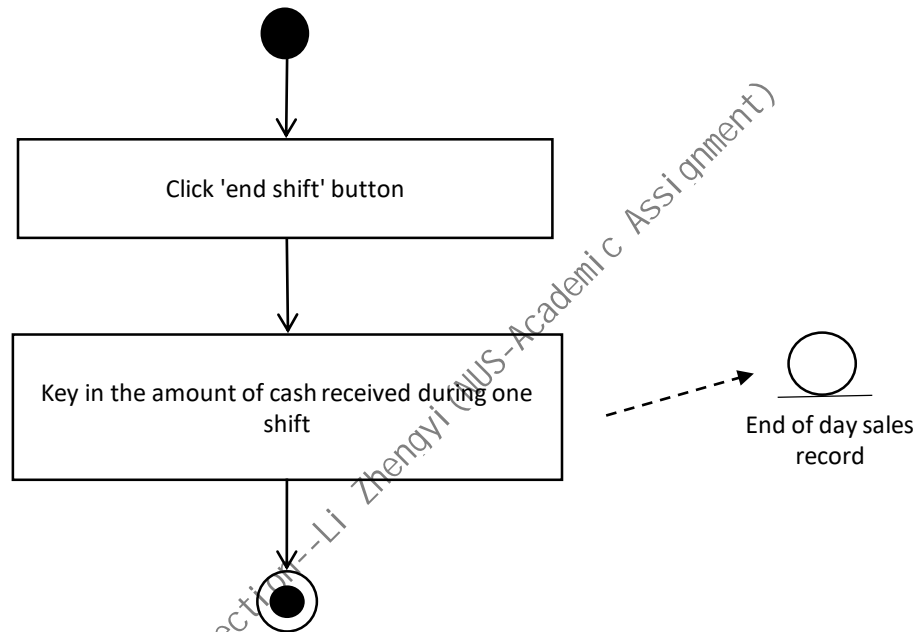 Click 'end shift' button
Key in the amount of cash received during one
shift
End of day sales
record
--Li Zhengyi(NUS-Academic Assignment)